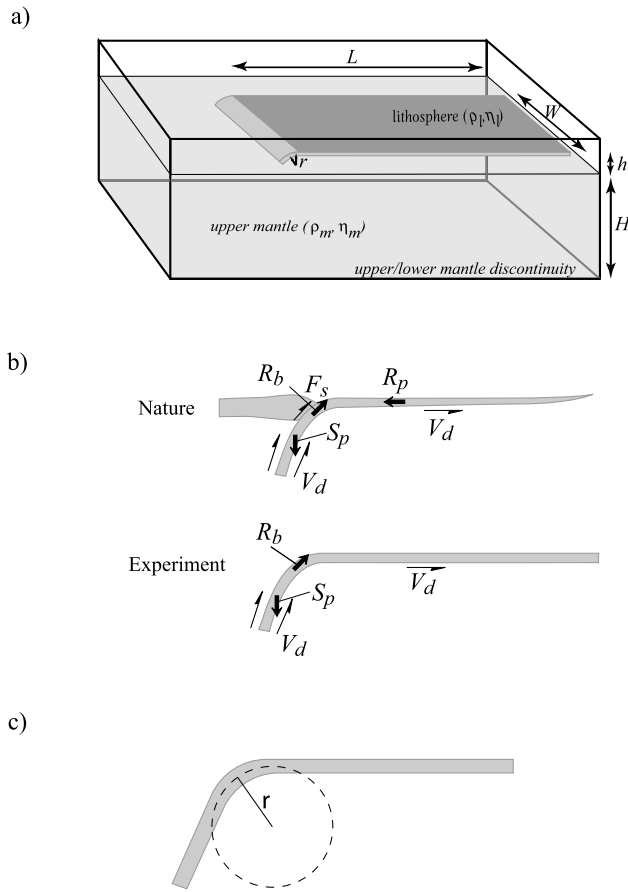 a)
L
lithosphere (ρl,ηl)
W
r
h
upper mantle (ρm, ηm)
H
upper/lower mantle discontinuity
b)
Rb
Fs
Rp
Nature
Vd
Sp
Vd
Rb
Experiment
Vd
Sp
Vd
c)
r